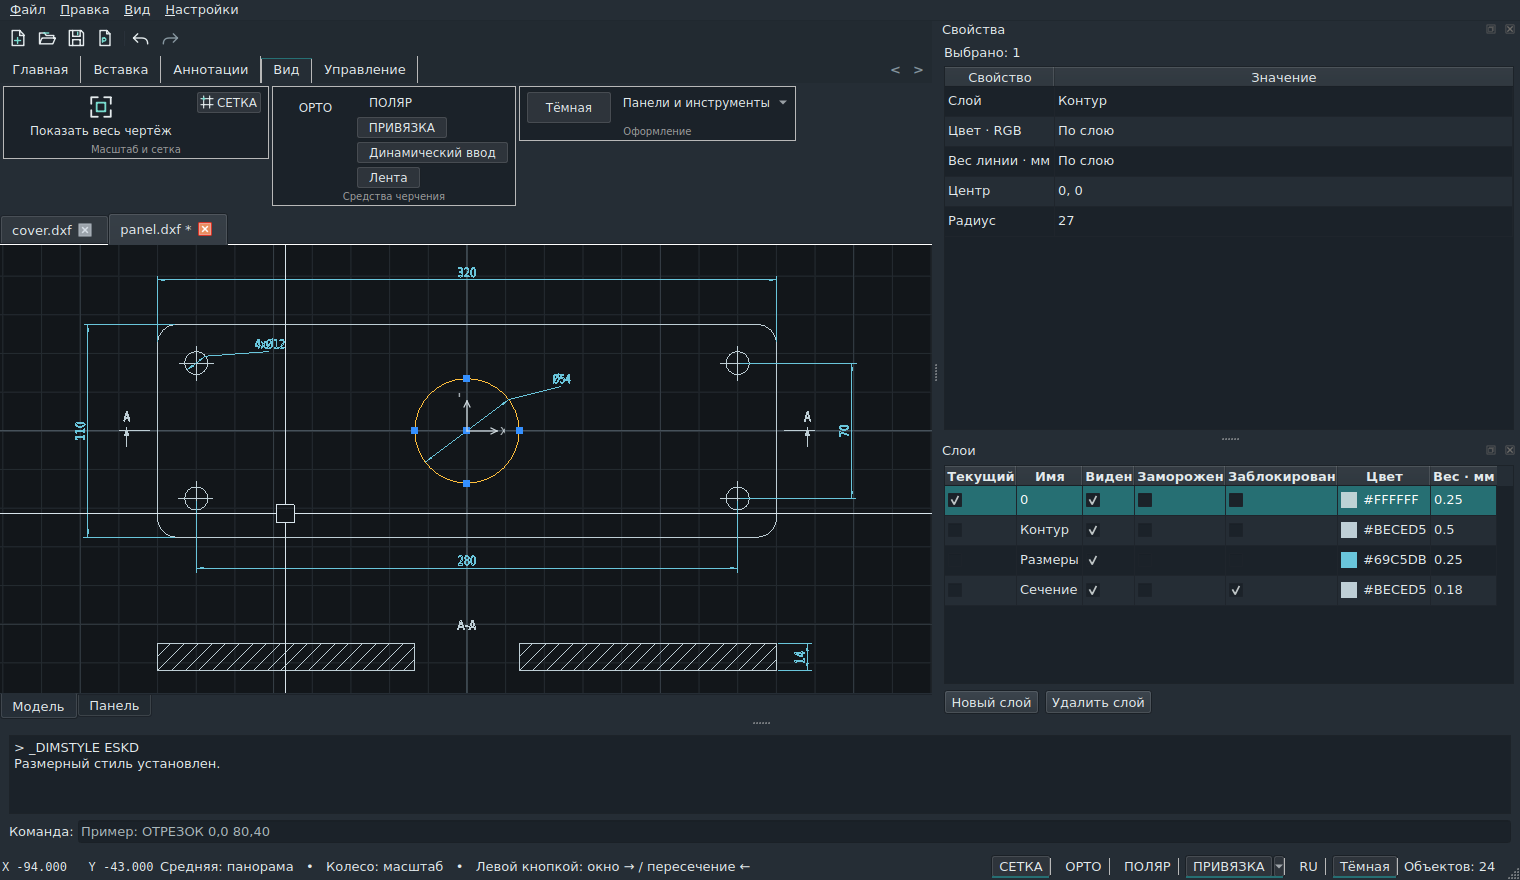 Файл Правка Вид Настройки
Главная Вставка Аннотации Вид Управление < >
СЕТКА
Показать весь чертёж
Масштаб и сетка
ОРТО
ПОЛЯР
ПРИВЯЗКА
Динамический ввод
Лента
Средства черчения
Тёмная
Панели и инструменты
Оформление
cover.dxf
panel.dxf *
320
4xØ12
Ø54
A
A
110
70
X
280
A-A
14
Модель Панель
Свойства
Выбрано: 1
Свойство Значение
Слой Контур
Цвет · RGB По слою
Вес линии · мм По слою
Центр 0, 0
Радиус 27
Слои
Текущий Имя Виден Заморожен Заблокирован Цвет Вес · мм
0 #FFFFFF 0.25
Контур #BECED5 0.5
Размеры #69C5DB 0.25
Сечение #BECED5 0.18
Новый слой Удалить слой
> _DIMSTYLE ESKD
Размерный стиль установлен.
Команда: Пример: ОТРЕЗОК 0,0 80,40
X -94.000 Y -43.000 Средняя: панорама • Колесо: масштаб • Левой кнопкой: окно → / пересечение ← СЕТКА ОРТО ПОЛЯР ПРИВЯЗКА RU Тёмная Объектов: 24